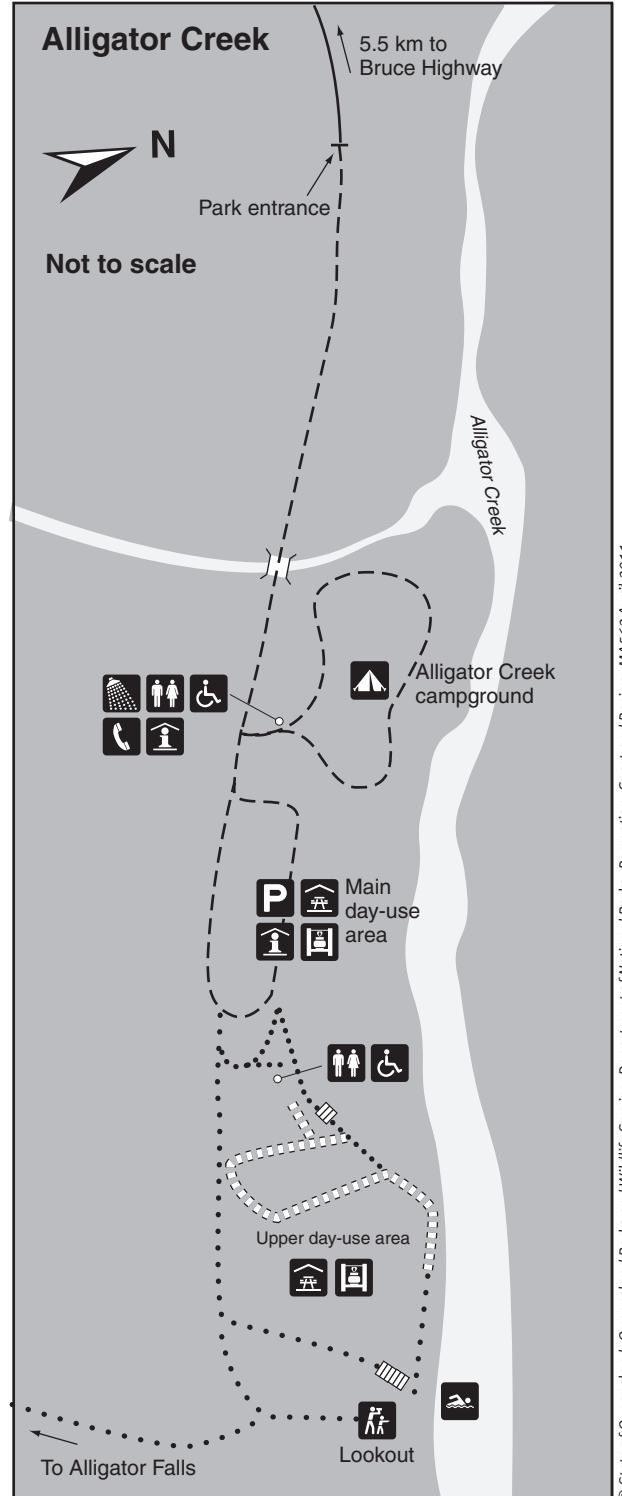 Alligator Creek
5.5 km to
Bruce Highway
N
Park entrance
Not to scale
Alligator Creek
Alligator Creek
campground
P
Main
day-use
area
Upper day-use area
Lookout
To Alligator Falls